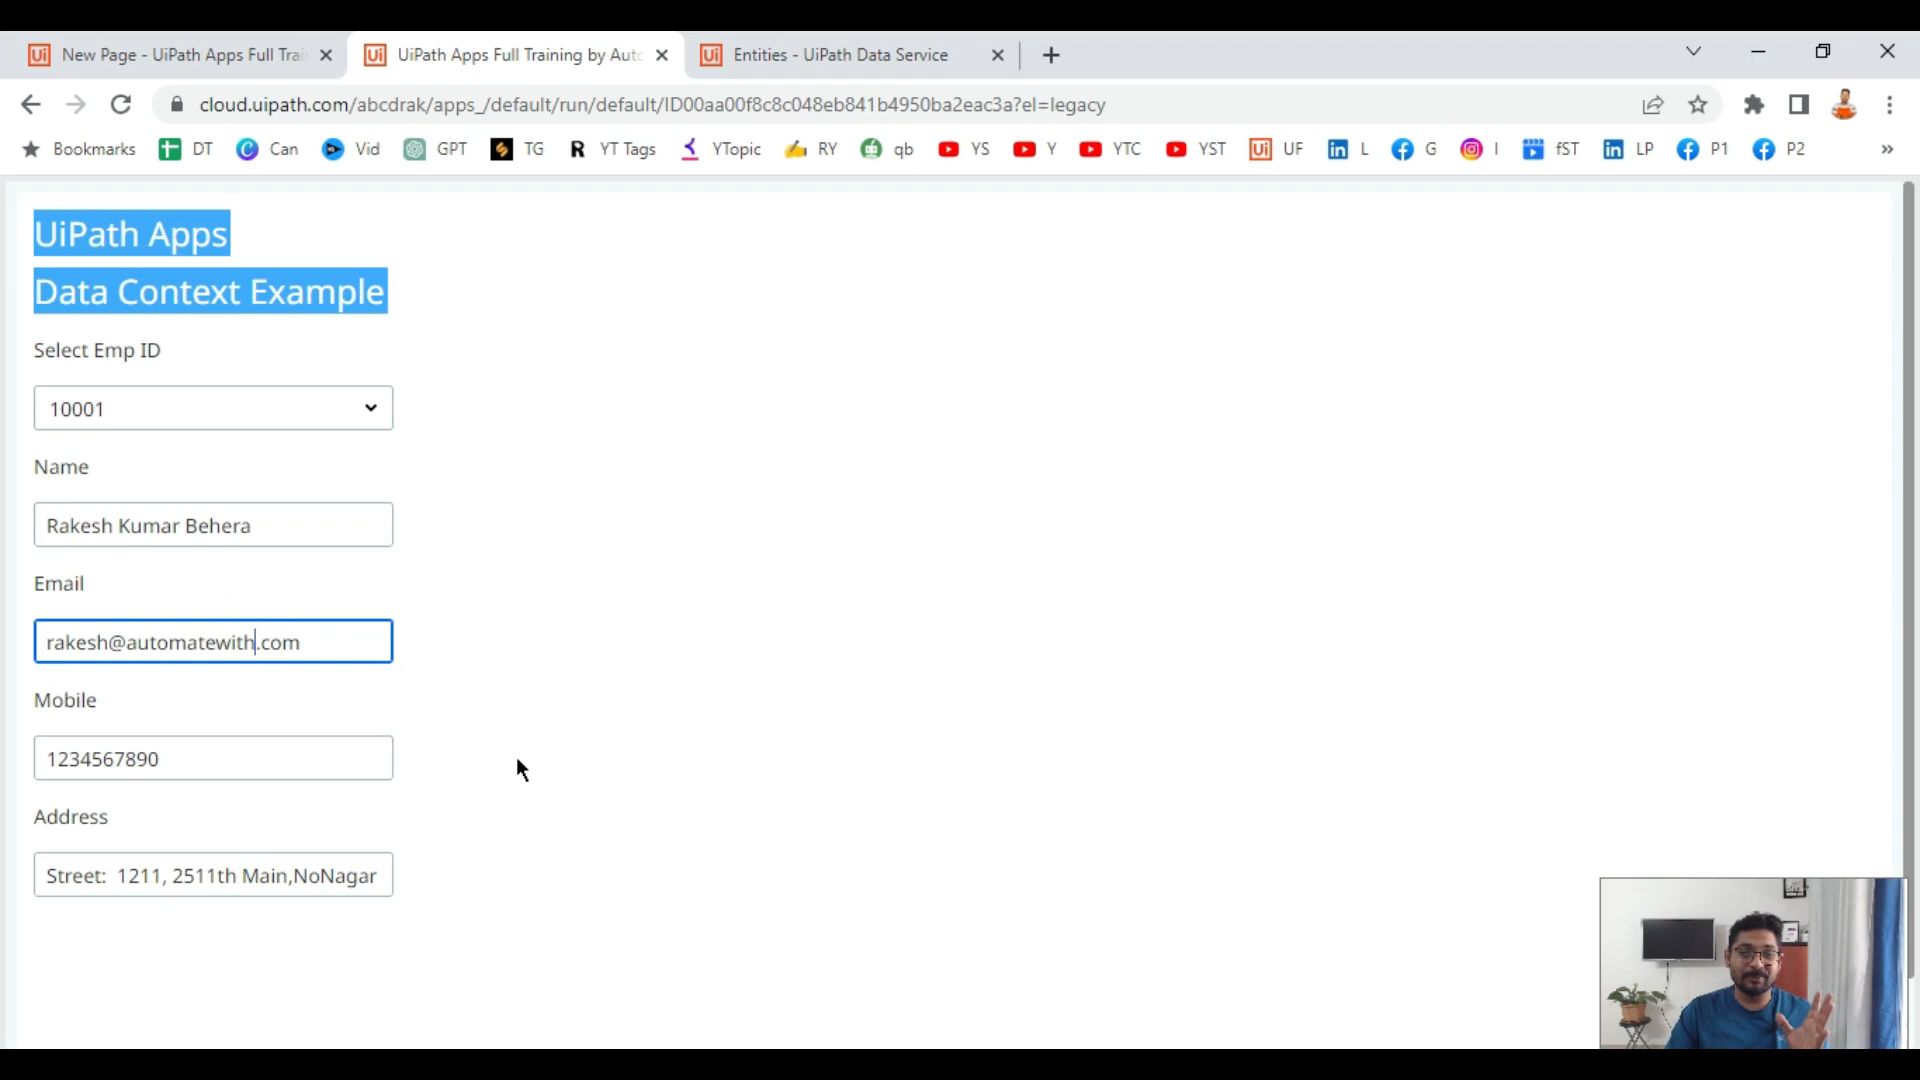 New Page - UiPath Apps Full Trai
UiPath Apps Full Training by Auto
Entities - UiPath Data Service
cloud.uipath.com/abcdrak/apps_/default/run/default/ID00aa00f8c8c048eb841b4950ba2eac3a?el=legacy
Bookmarks DT Can Vid GPT TG YT Tags YTopic RY qb YS Y YTC YST UF L G I fST LP P1 P2 »
UiPath Apps
Data Context Example
Select Emp ID
10001
Name
Rakesh Kumar Behera
Email
rakesh@automatewith.com
Mobile
1234567890
Address
Street:  1211, 2511th Main,NoNagar